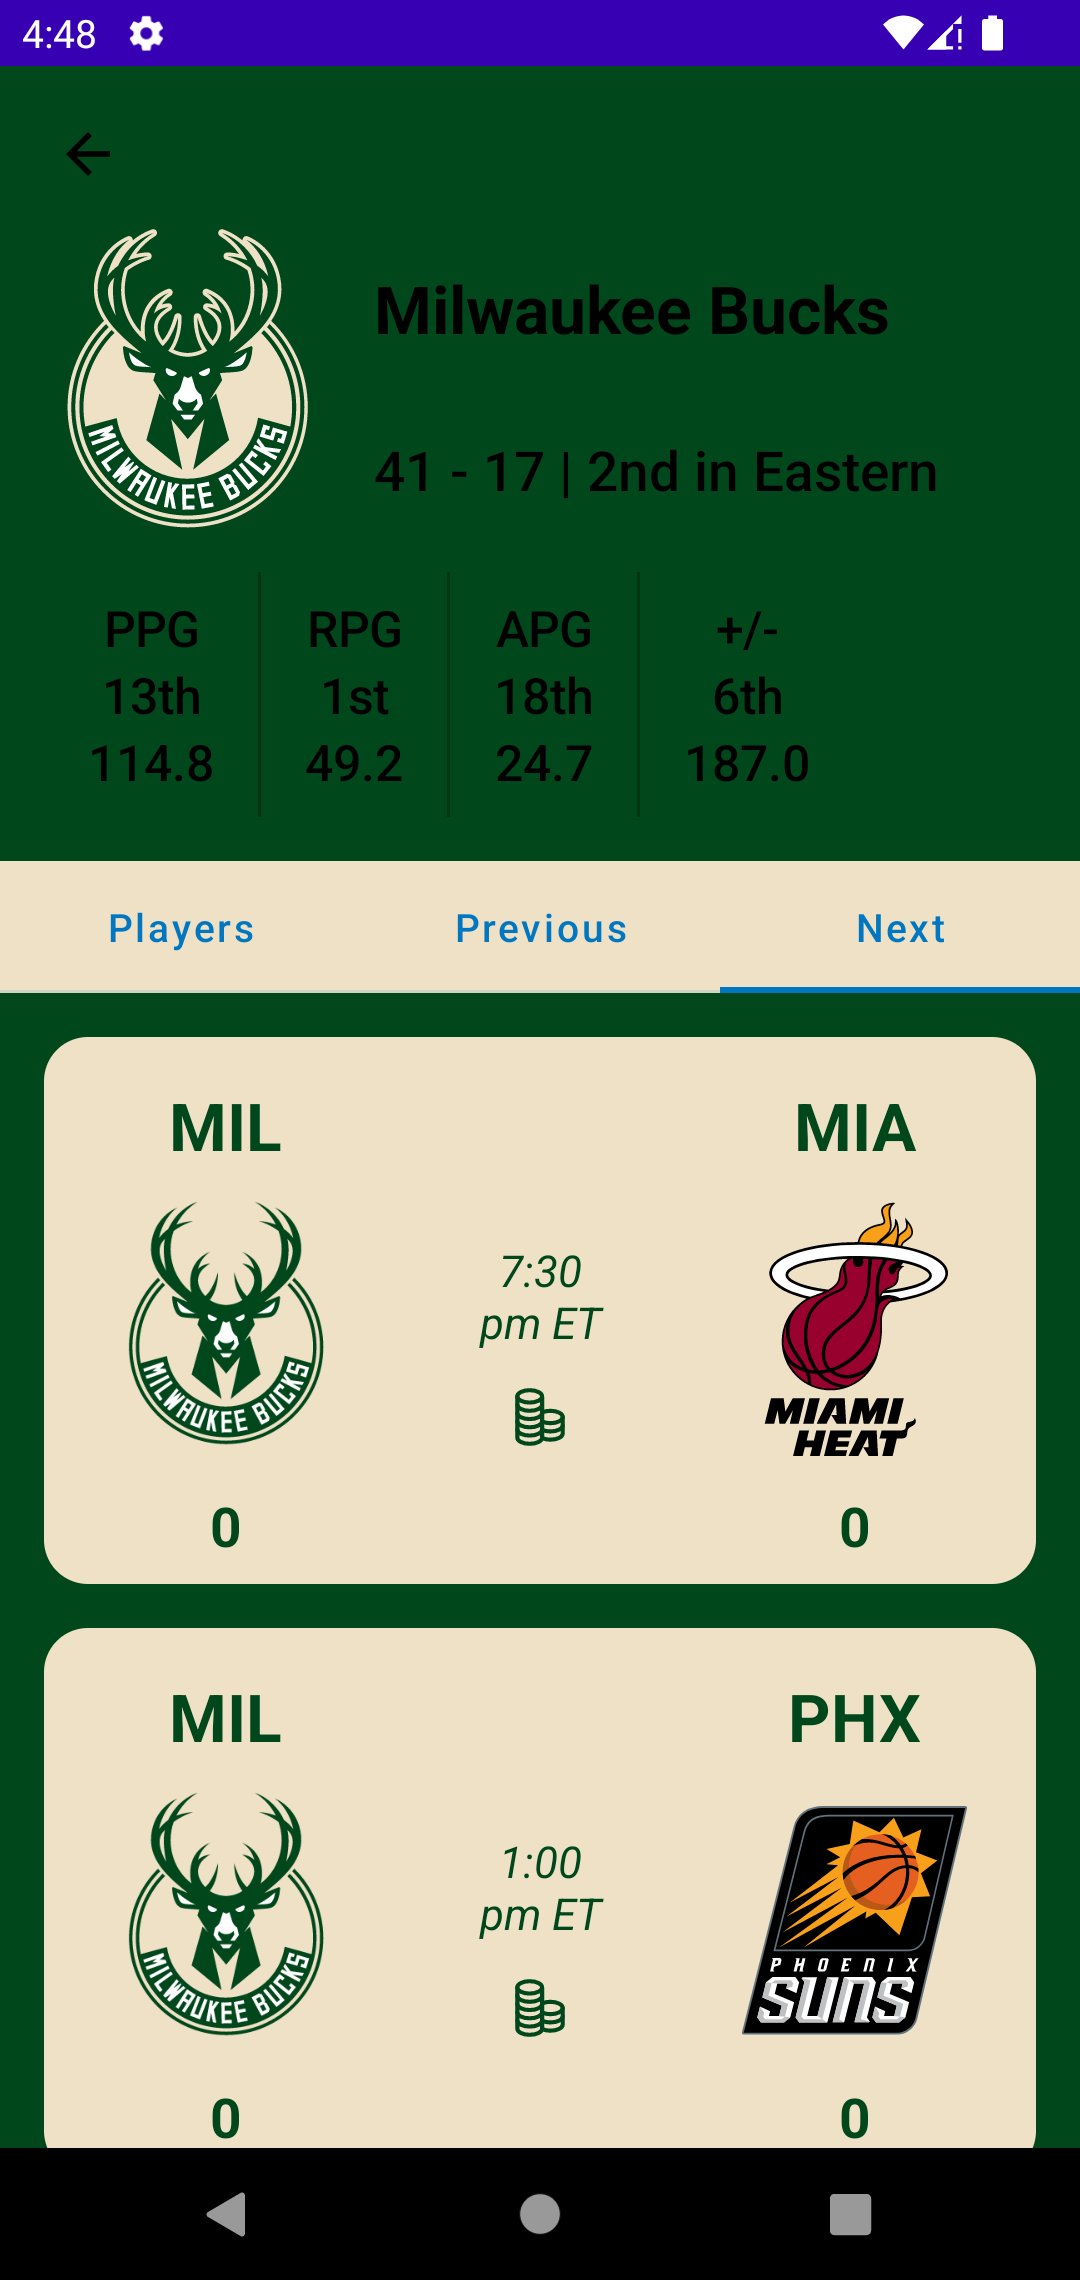 4:48
Milwaukee Bucks
MILWAUKEE BUCKS
41 - 17 | 2nd in Eastern
PPG RPG APG +/-
13th 1st 18th 6th
114.8 49.2 24.7 187.0
Players Previous Next
MIL MIA
MILWAUKEE BUCKS
7:30
pm ET
MIAMI
HEAT
0 0
MIL PHX
MILWAUKEE BUCKS
1:00
pm ET
PHOENIX
SUNS
0 0